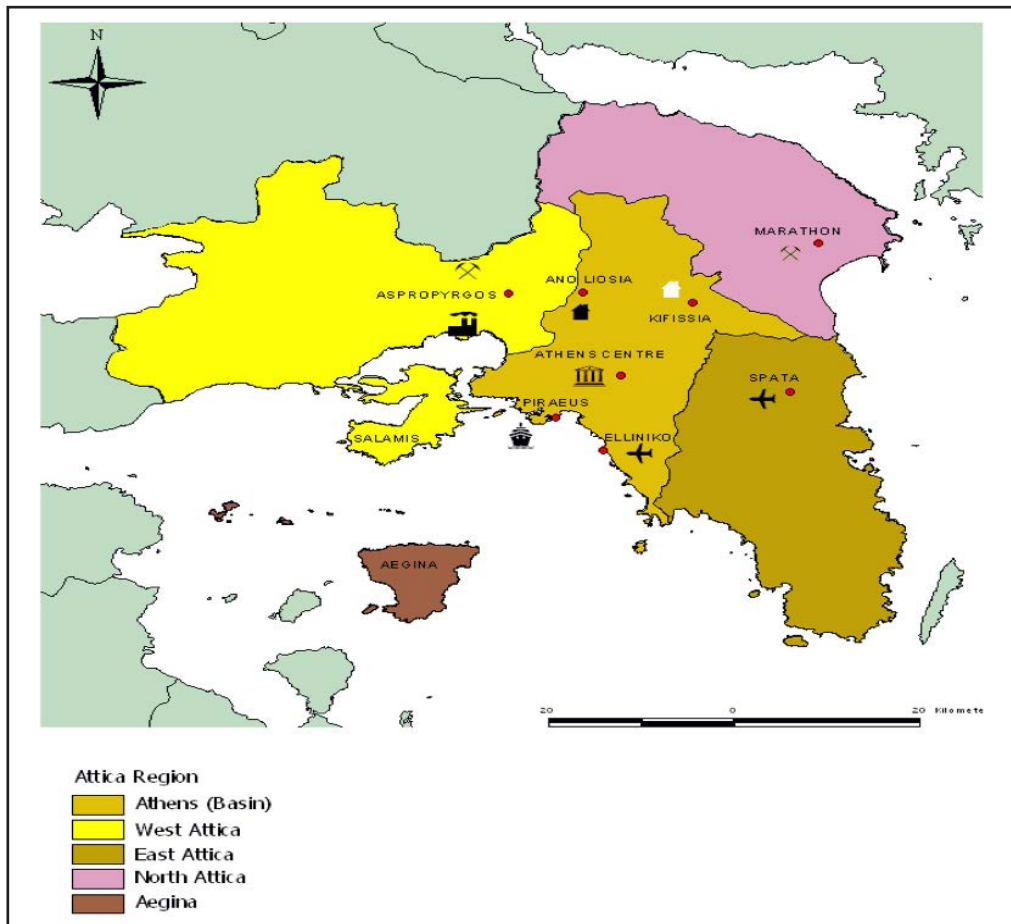 N
MARATHON
ANO LIOSIA
ASPROPYRGOS
KIFISSIA
ATHENS CENTRE
SPATA
PIRAEUS
SALAMIS
ELLINIKO
AEGINA
20 0 20 Kilomete
Attica Region
Athens (Basin)
West Attica
East Attica
North Attica
Aegina